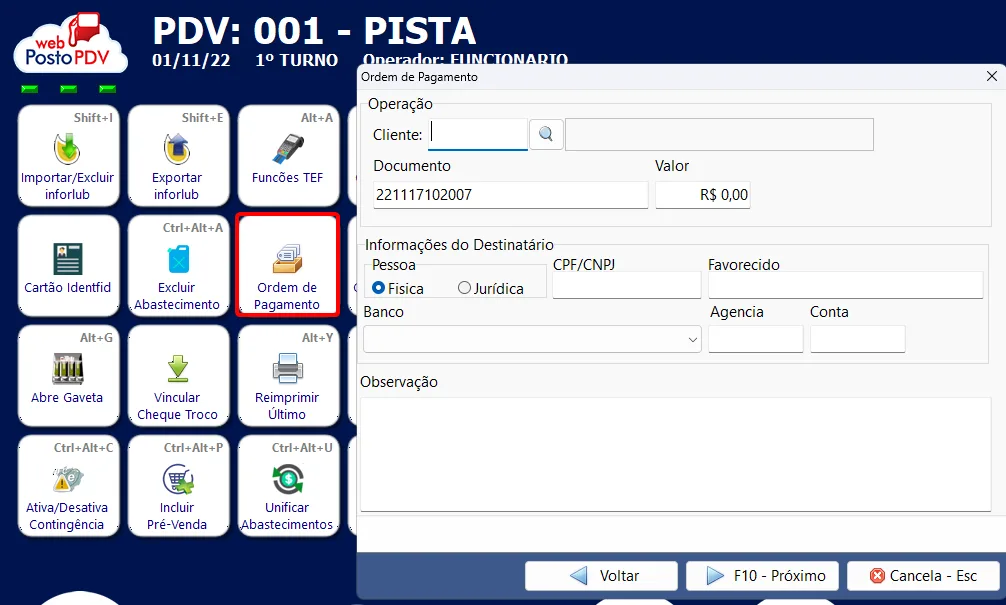 web
PostoPDV
PDV: 001 - PISTA
01/11/22 1º TURNO Operador: FUNCIONARIO
Shift+I
Importar/Excluir
inforlub
Shift+E
Exportar
inforlub
Alt+A
Funcões TEF
Cartão Identfid
Ctrl+Alt+A
Excluir
Abastecimento
Ordem de
Pagamento
Alt+G
Abre Gaveta
Vincular
Cheque Troco
Alt+Y
Reimprimir
Último
Ctrl+Alt+C
Ativa/Desativa
Contingência
Ctrl+Alt+P
Incluir
Pré-Venda
Ctrl+Alt+U
Unificar
Abastecimentos
Ordem de Pagamento
Operação
Cliente:
Documento Valor
221117102007 R$ 0,00
Informações do Destinatário
Pessoa CPF/CNPJ Favorecido
Fisica Jurídica
Banco Agencia Conta
Observação
Voltar F10 - Próximo Cancela - Esc